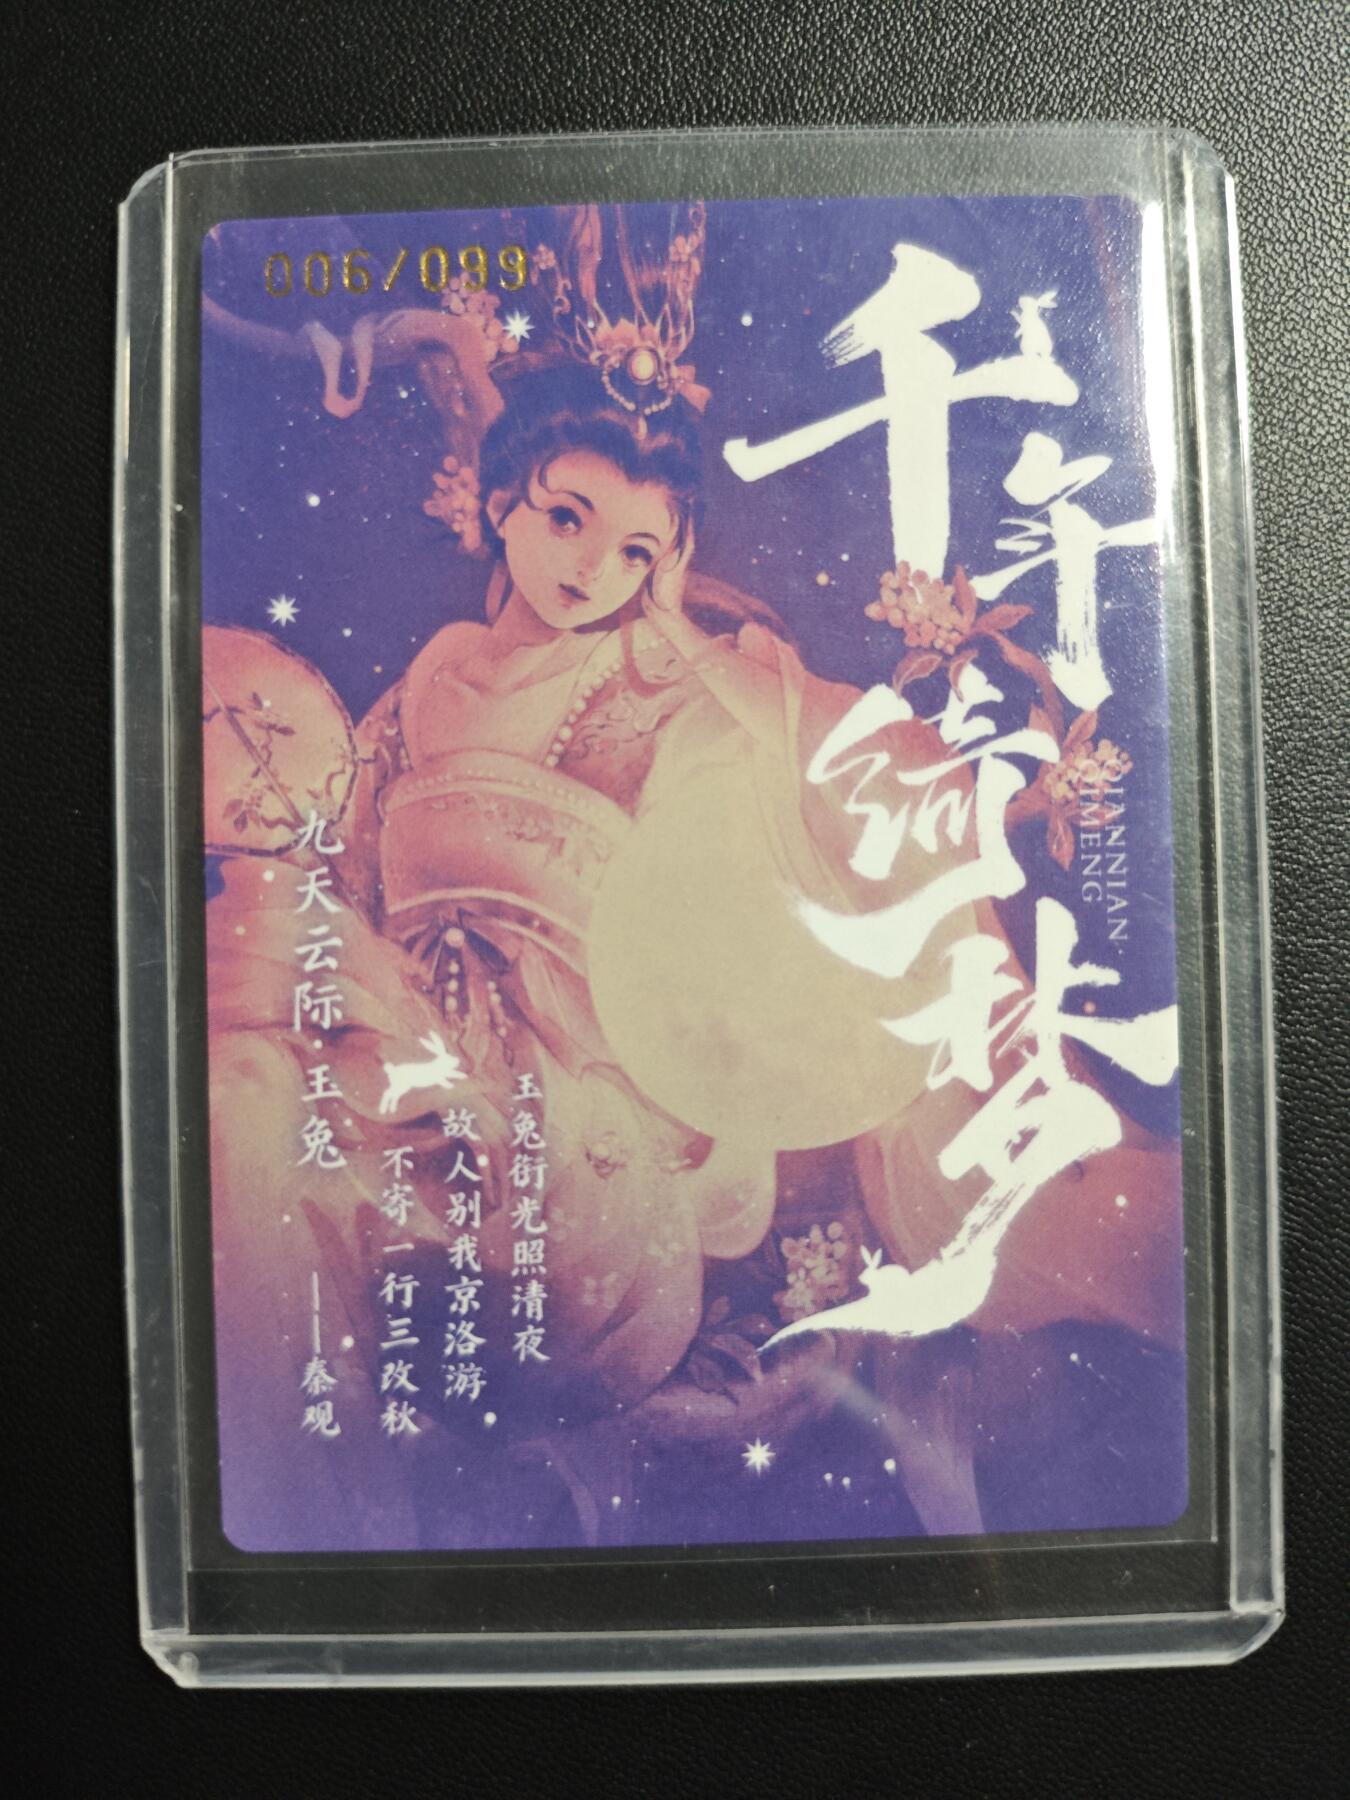 006/099
千年绮梦
QIANNIAN·
QIMENG
九天云际·玉兔
玉兔衔光照清夜
故人别我京洛游
不寄一行三改秋
——秦观